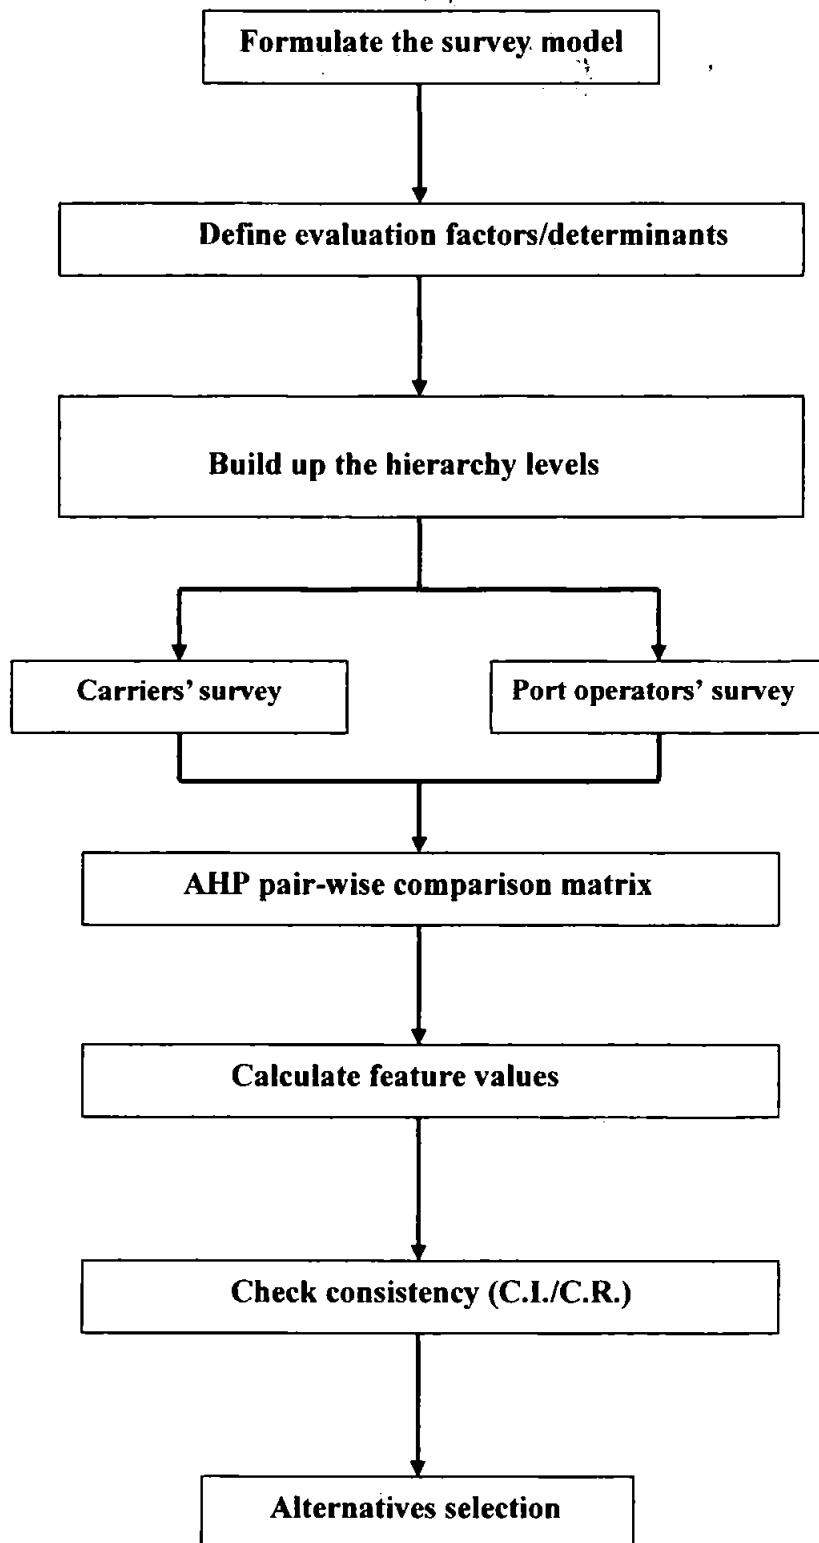 Formulate the survey model
Define evaluation factors/determinants
Build up the hierarchy levels
Carriers' survey
Port operators' survey
AHP pair-wise comparison matrix
Calculate feature values
Check consistency (C.I./C.R.)
Alternatives selection